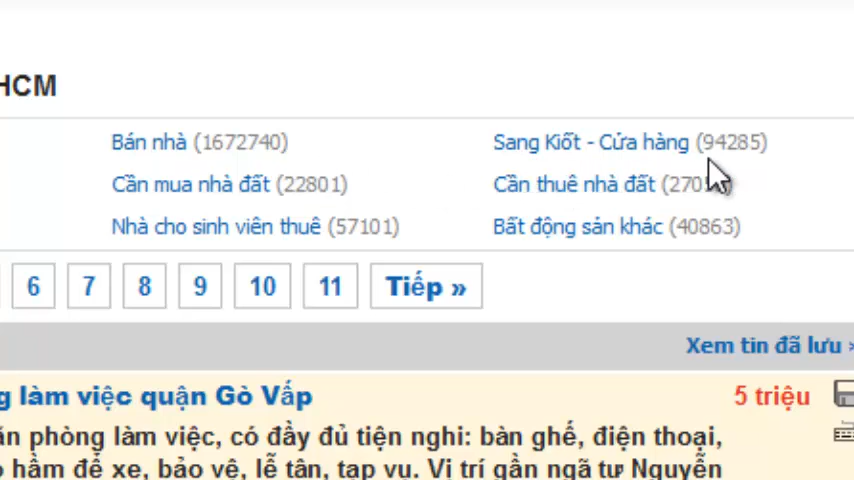 HCM
Bán nhà (1672740)
Sang Kiốt - Cửa hàng (94285)
Cần mua nhà đất (22801)
Cần thuê nhà đất
Nhà cho sinh viên thuê (57101)
Bất động sản khác (40863)
6 7 8 9 10 11 Tiếp »
Xem tin đã lưu »
làm việc quận Gò Vấp
5 triệu
phòng làm việc, có đầy đủ tiện nghi: bàn ghế, điện thoại,
hầm để xe, bảo vệ, lễ tân, tạp vụ. Vị trí gần ngã tư Nguyễn